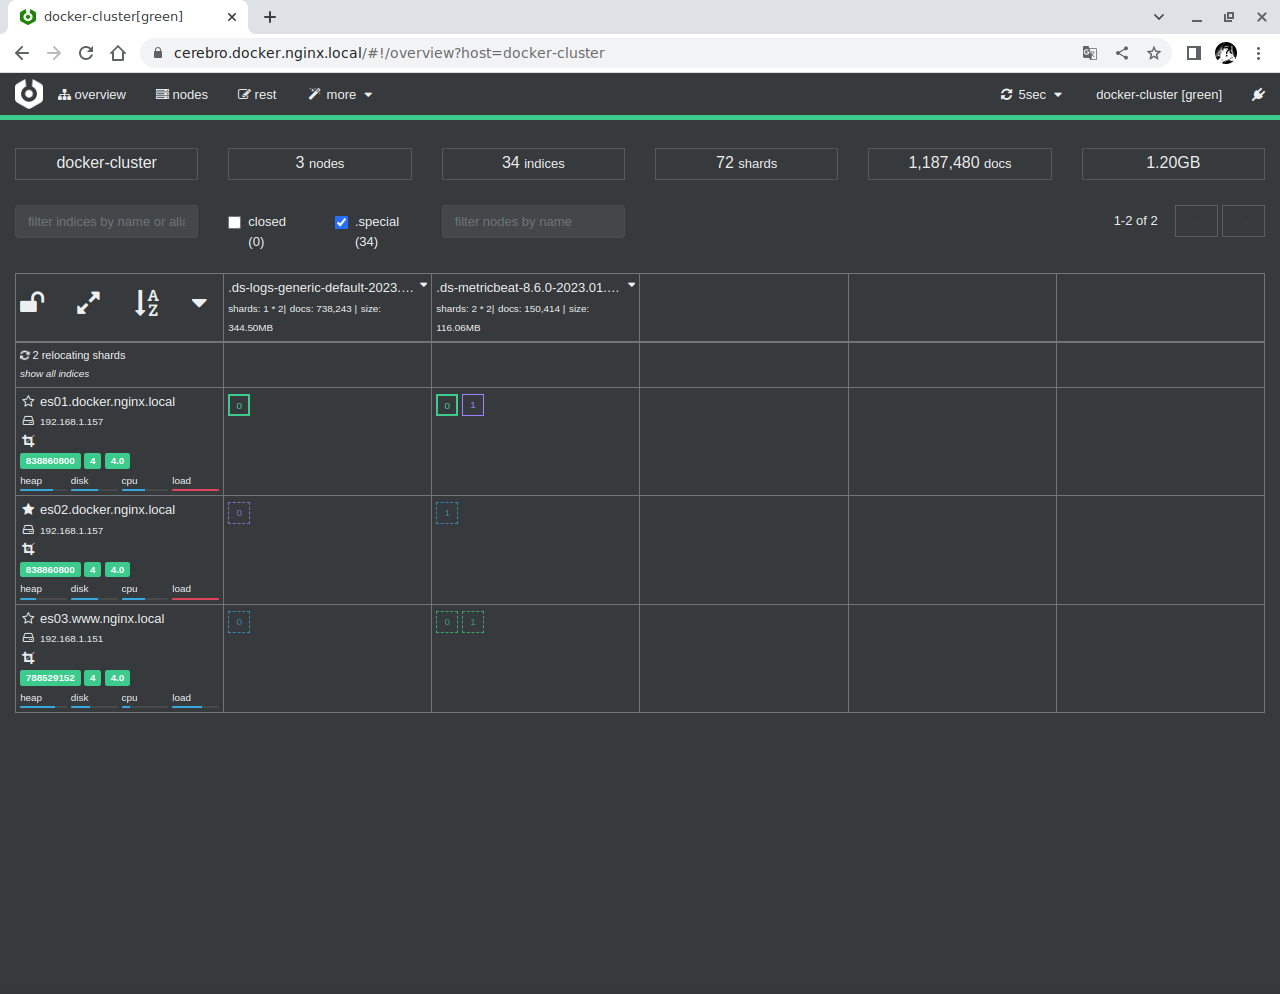 docker-cluster[green]
cerebro.docker.nginx.local/#!/overview?host=docker-cluster
overview nodes rest more 5sec docker-cluster [green]
docker-cluster 3 nodes 34 indices 72 shards 1,187,480 docs 1.20GB
filter indices by name or alia closed .special filter nodes by name 1-2 of 2
(0) (34)
.ds-logs-generic-default-2023.… .ds-metricbeat-8.6.0-2023.01.…
shards: 1 * 2| docs: 738,243 | size: shards: 2 * 2| docs: 150,414 | size:
344.50MB 116.06MB
2 relocating shards
show all indices
es01.docker.nginx.local 0 0 1
192.168.1.157
838860800 4 4.0
heap disk cpu load
es02.docker.nginx.local 0 1
192.168.1.157
838860800 4 4.0
heap disk cpu load
es03.www.nginx.local 0 0 1
192.168.1.151
788529152 4 4.0
heap disk cpu load